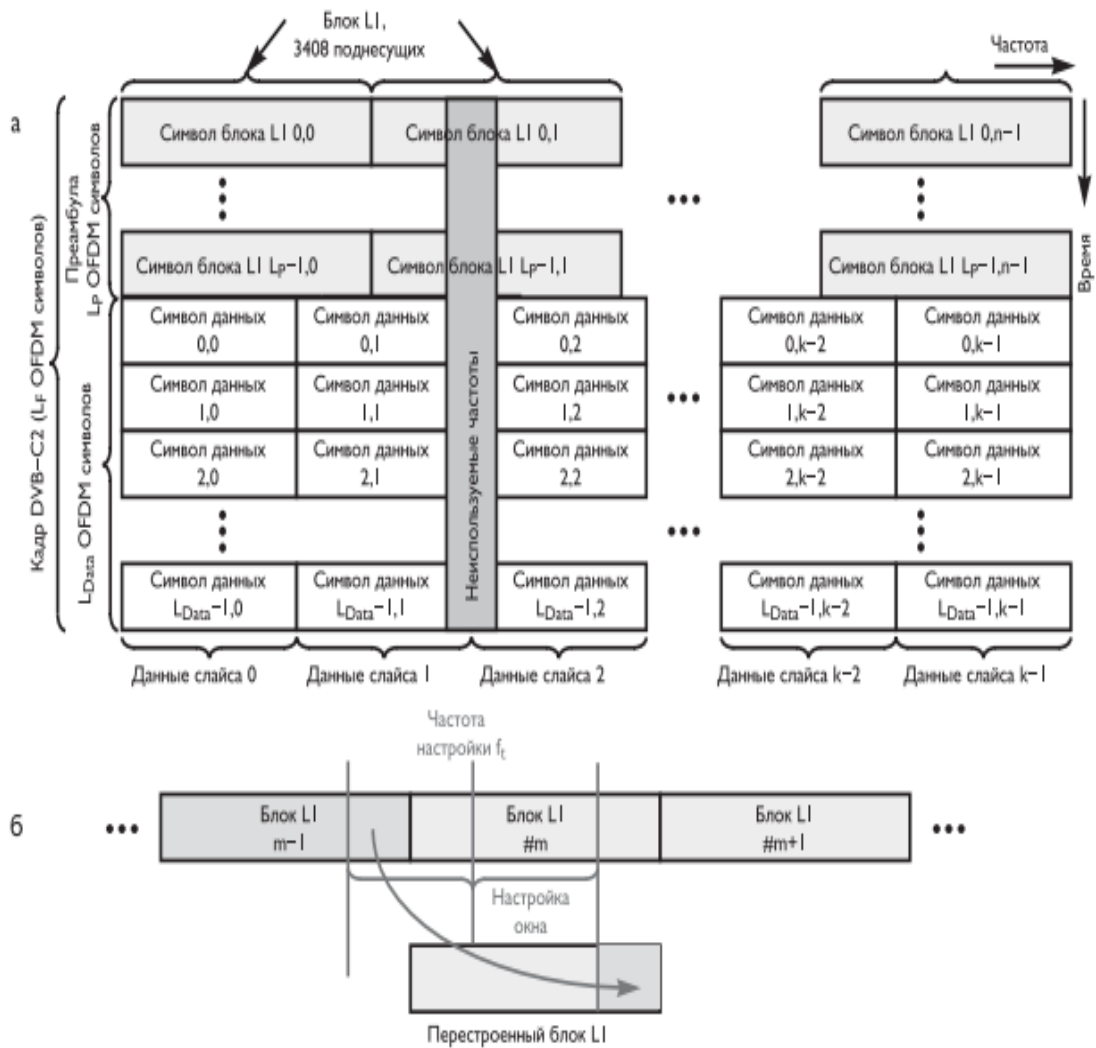 Блок L1,
3408 поднесущих
Частота
а
Символ блока L1 0,0
Символ блока L1 0,1
Символ блока L1 0,n−1
Время
Кадр DVB−C2 (LF OFDM символов)
Преамбула
LP OFDM символов
Символ блока L1 LP−1,0
Символ блока L1 LP−1,1
Символ блока L1 LP−1,n−1
LData OFDM символов
Неиспользуемые частоты
Символ данных
0,0
Символ данных
0,1
Символ данных
0,2
Символ данных
0,k−2
Символ данных
0,k−1
Символ данных
1,0
Символ данных
1,1
Символ данных
1,2
Символ данных
1,k−2
Символ данных
1,k−1
Символ данных
2,0
Символ данных
2,1
Символ данных
2,2
Символ данных
2,k−2
Символ данных
2,k−1
Символ данных
LData−1,0
Символ данных
LData−1,1
Символ данных
LData−1,2
Символ данных
LData−1,k−2
Символ данных
LData−1,k−1
Данные слайса 0
Данные слайса 1
Данные слайса 2
Данные слайса k−2
Данные слайса k−1
Частота
настройки ft
б
Блок L1
m−1
Блок L1
#m
Блок L1
#m+1
Настройка
окна
Перестроенный блок L1